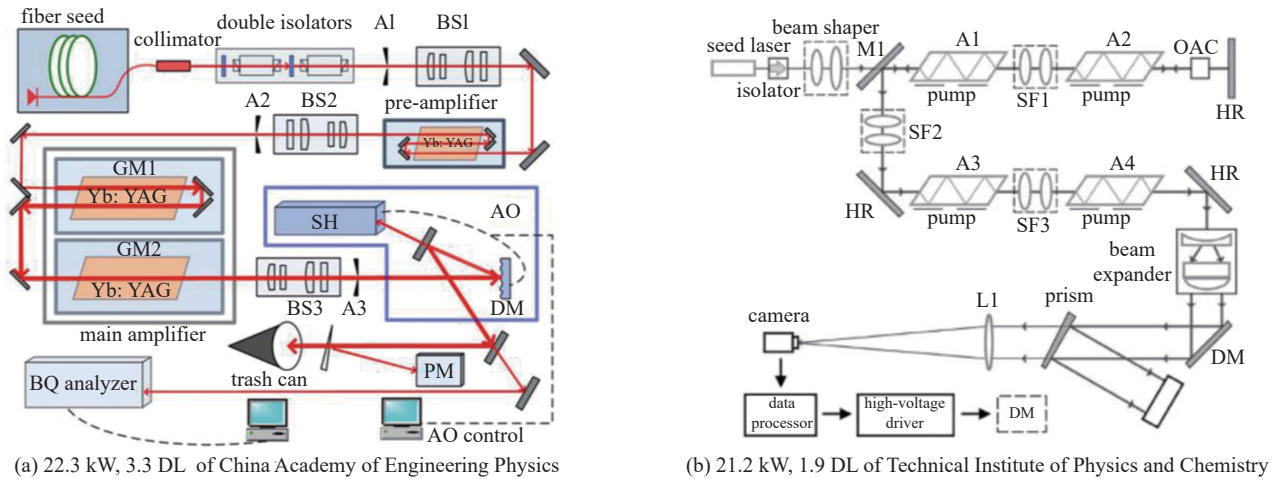 fiber seed
collimator
double isolators
A1
BS1
pre-amplifier
A2
BS2
Yb: YAG
GM1
Yb: YAG
GM2
Yb: YAG
main amplifier
BS3
A3
SH
AO
DM
trash can
PM
BQ analyzer
AO control
(a) 22.3 kW, 3.3 DL of China Academy of Engineering Physics
seed laser
isolator
beam shaper
M1
A1
pump
SF1
A2
pump
OAC
HR
SF2
HR
A3
pump
SF3
A4
pump
HR
beam
expander
DM
prism
L1
camera
data
processor
high-voltage
driver
DM
(b) 21.2 kW, 1.9 DL of Technical Institute of Physics and Chemistry